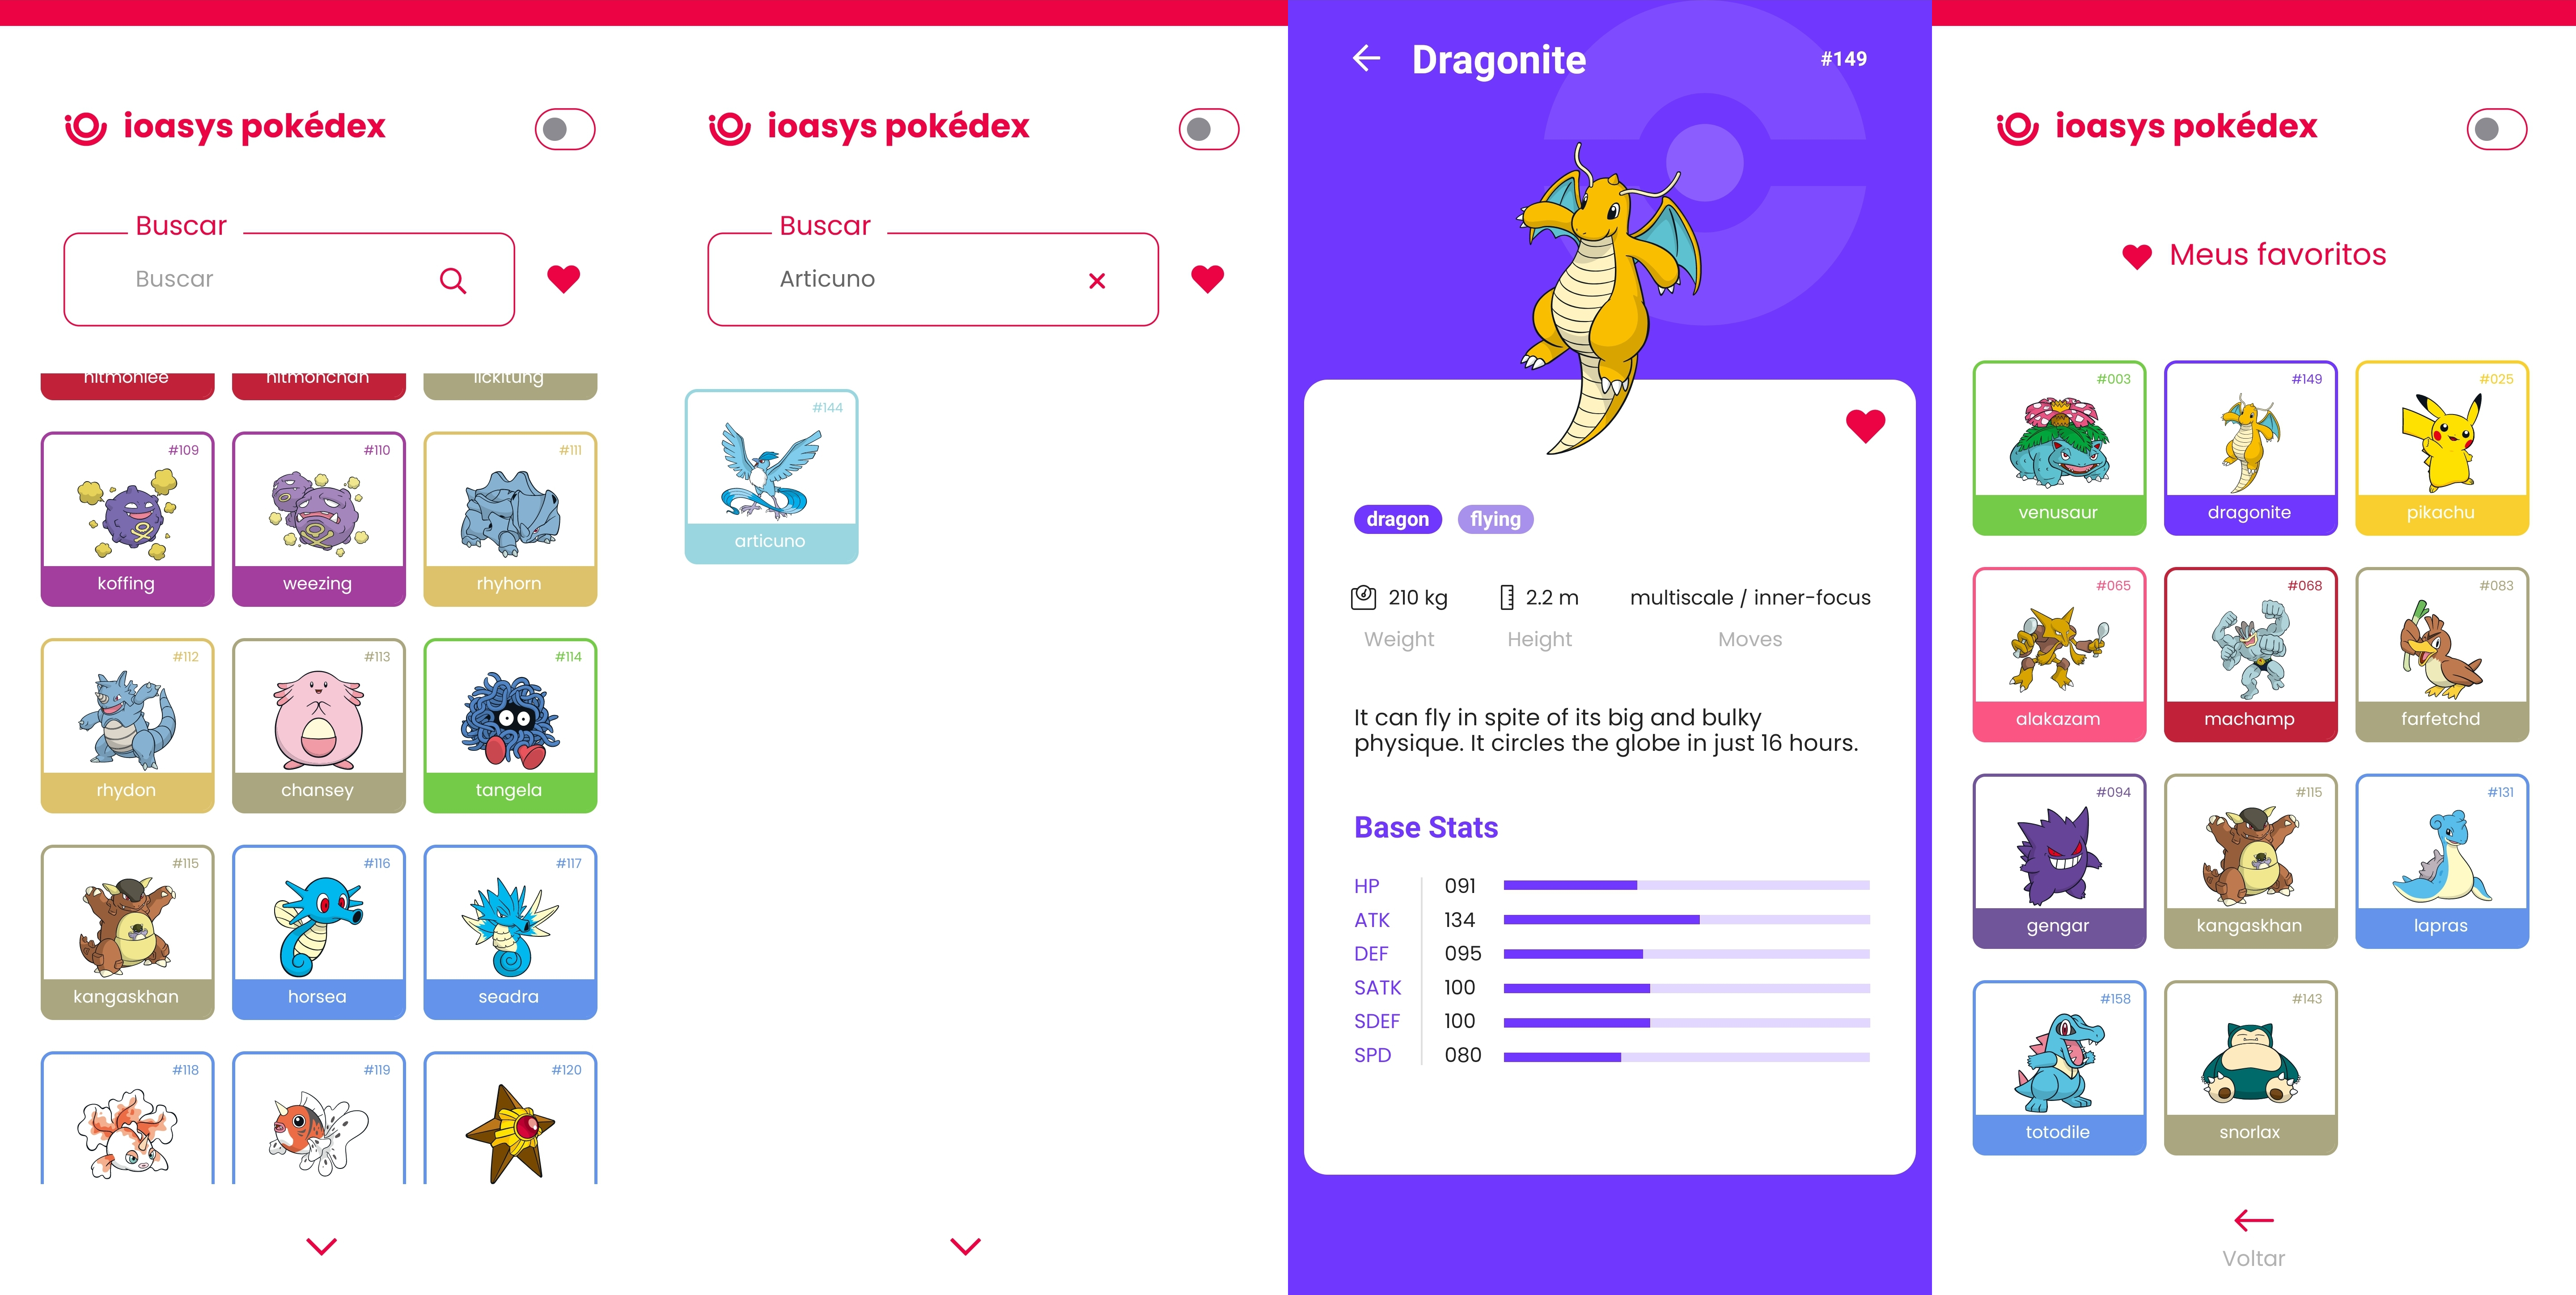 ioasys pokédex
Buscar
Buscar
hitmonlee
hitmonchan
lickitung
#109
koffing
#110
weezing
#111
rhyhorn
#112
rhydon
#113
chansey
#114
tangela
#115
kangaskhan
#116
horsea
#117
seadra
#118
#119
#120
ioasys pokédex
Buscar
Articuno
#144
articuno
Dragonite
#149
dragon
flying
210 kg
Weight
2.2 m
Height
multiscale / inner-focus
Moves
It can fly in spite of its big and bulky
physique. It circles the globe in just 16 hours.
Base Stats
HP 091
ATK 134
DEF 095
SATK 100
SDEF 100
SPD 080
ioasys pokédex
Meus favoritos
#003
venusaur
#149
dragonite
#025
pikachu
#065
alakazam
#068
machamp
#083
farfetchd
#094
gengar
#115
kangaskhan
#131
lapras
#158
totodile
#143
snorlax
Voltar